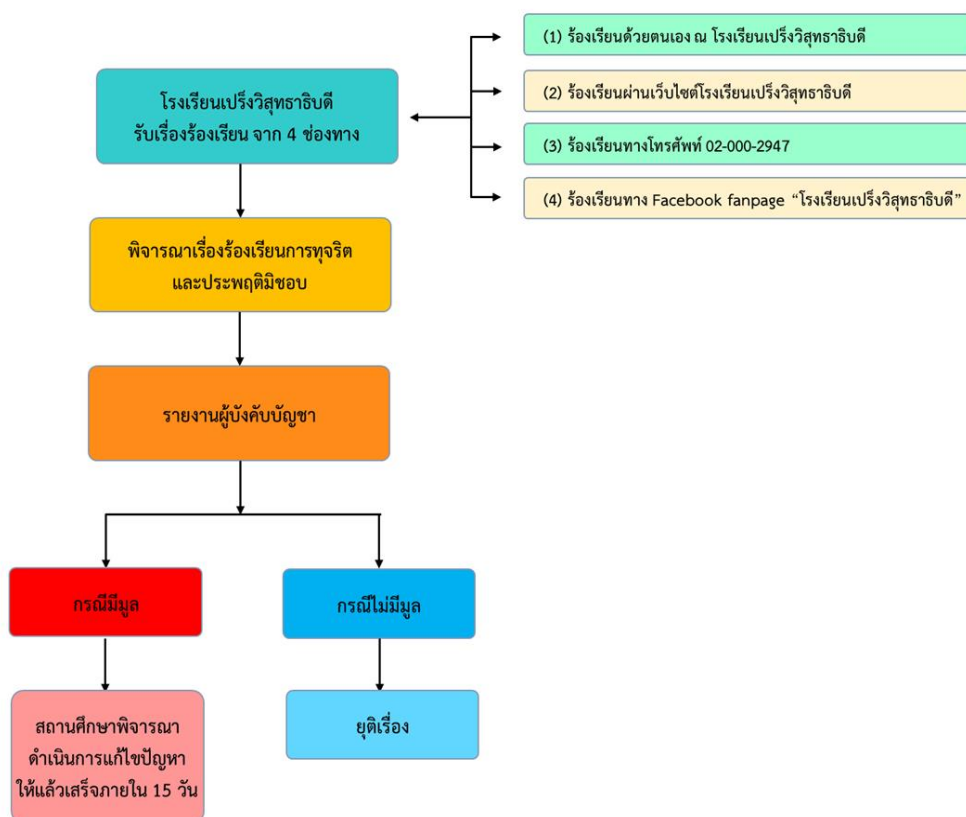 (1) ร้องเรียนด้วยตนเอง ณ โรงเรียนเปร็งวิสุทธาธิบดี
(2) ร้องเรียนผ่านเว็บไซต์โรงเรียนเปร็งวิสุทธาธิบดี
(3) ร้องเรียนทางโทรศัพท์ 02-000-2947
(4) ร้องเรียนทาง Facebook fanpage “โรงเรียนเปร็งวิสุทธาธิบดี”
โรงเรียนเปร็งวิสุทธาธิบดี
รับเรื่องร้องเรียน จาก 4 ช่องทาง
พิจารณาเรื่องร้องเรียนการทุจริต
และประพฤติมิชอบ
รายงานผู้บังคับบัญชา
กรณีมีมูล
กรณีไม่มีมูล
สถานศึกษาพิจารณา
ดำเนินการแก้ไขปัญหา
ให้แล้วเสร็จภายใน 15 วัน
ยุติเรื่อง